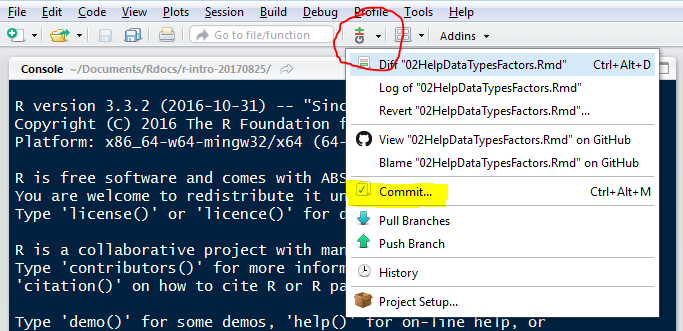 View Plots Session Build Debug Profile Tools Help
Go to file/function
Addins
Console ~/Documents/Rdocs/r-intro-20170825/
Diff "02HelpDataTypesFactors.Rmd" Ctrl+Alt+D
Log of "02HelpDataTypesFactors.Rmd"
Revert "02HelpDataTypesFactors.Rmd"...
View "02HelpDataTypesFactors.Rmd" on GitHub
Blame "02HelpDataTypesFactors.Rmd" on GitHub
Commit... Ctrl+Alt+M
Pull Branches
Push Branch
History
Project Setup...
R version 3.3.2 (2016-10-31) -- "Sinc
Copyright (C) 2016 The R Foundation f
Platform: x86_64-w64-mingw32/x64 (64-
R is free software and comes with ABS
You are welcome to redistribute it un
Type 'license()' or 'licence()' for d
R is a collaborative project with man
Type 'contributors()' for more inform
'citation()' on how to cite R or R pa
Type 'demo()' for some demos, 'help()' for on-line help, or